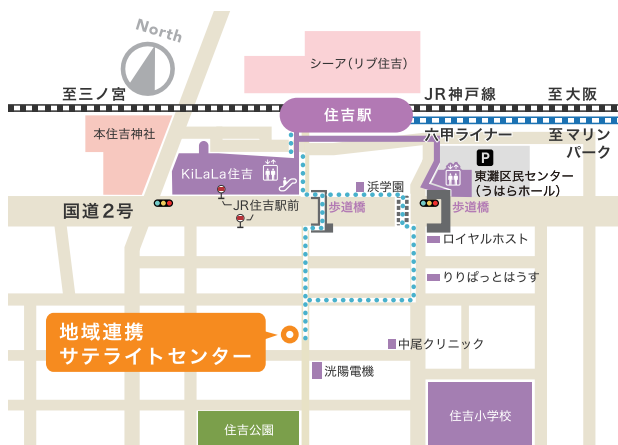 North
シーア(リブ住吉)
至三ノ宮
JR神戸線
至大阪
住吉駅
六甲ライナー
至マリン
パーク
本住吉神社
KiLaLa住吉
P
東灘区民センター
(うはらホール)
浜学園
国道2号
JR住吉駅前
歩道橋
歩道橋
ロイヤルホスト
りりぱっとはうす
地域連携
サテライトセンター
中尾クリニック
洸陽電機
住吉公園
住吉小学校